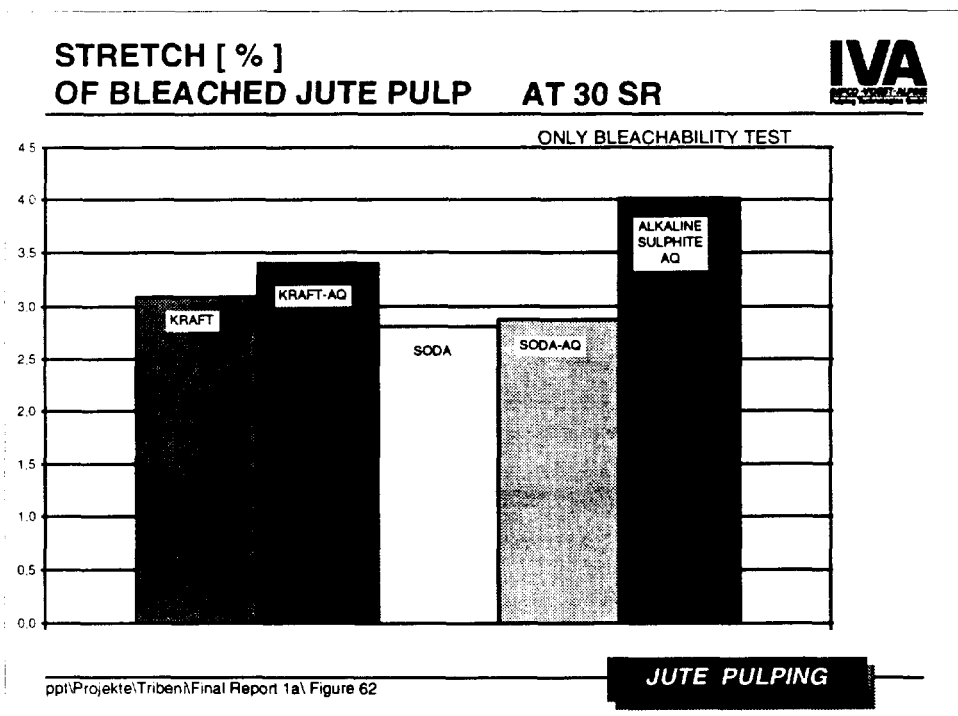 STRETCH [ % ]
OF BLEACHED JUTE PULP AT 30 SR
IVA
ONLY BLEACHABILITY TEST
4.5
4.0
3.5
3.0
2.5
2.0
1.5
1.0
0.5
0.0
KRAFT
KRAFT-AQ
SODA
SODA-AQ
ALKALINE
SULPHITE
AQ
ppt\Projekte\Tribeni\Final Report 1a\ Figure 62
JUTE PULPING